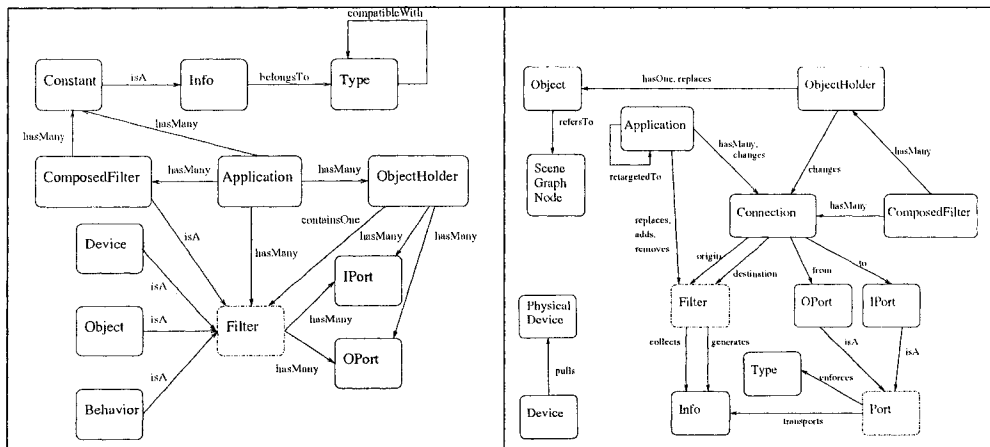 compatibleWith
Constant
isA
Info
belongsTo
Type
hasMany
hasMany
ComposedFilter
hasMany
Application
hasMany
ObjectHolder
containsOne
hasMany
hasMany
isA
hasMany
Device
IPort
isA
Filter
hasMany
Object
isA
OPort
hasMany
isA
Behavior
hasOne, replaces
Object
ObjectHolder
refersTo
Application
hasMany,
changes
hasMany
Scene
Graph
Node
retargetedTo
changes
Connection
hasMany
ComposedFilter
replaces,
adds,
removes
origin
destination
from
to
Filter
OPort
IPort
Physical
Device
collects
generates
isA
isA
pulls
Type
enforces
Device
Info
transports
Port